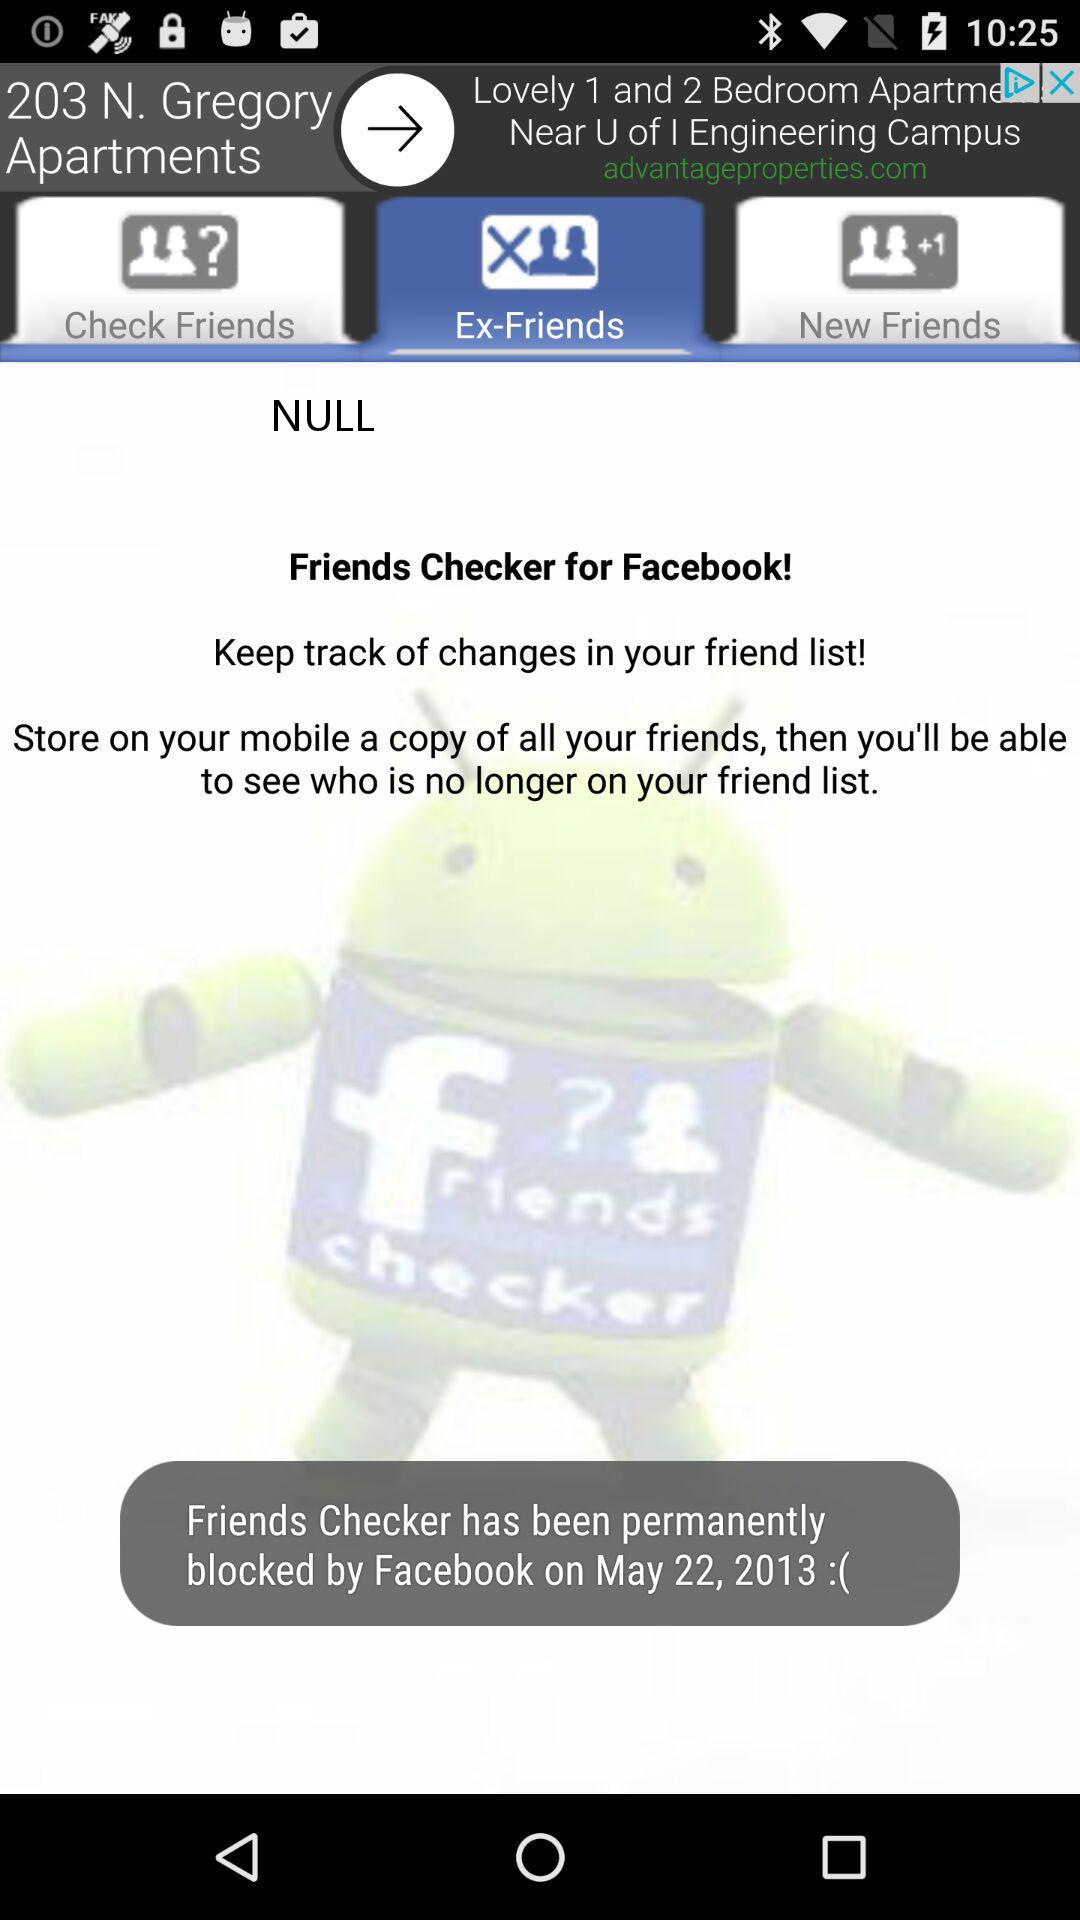 FAK
10:25
203 N. Gregory
Apartments
Lovely 1 and 2 Bedroom Apartme
Near U of I Engineering Campus
advantageproperties.com
?
+1
Check Friends
Ex-Friends
New Friends
NULL
Friends Checker for Facebook!
Keep track of changes in your friend list!
Store on your mobile a copy of all your friends, then you'll be able
to see who is no longer on your friend list.
?
friends
checker
Friends Checker has been permanently
blocked by Facebook on May 22, 2013 :(